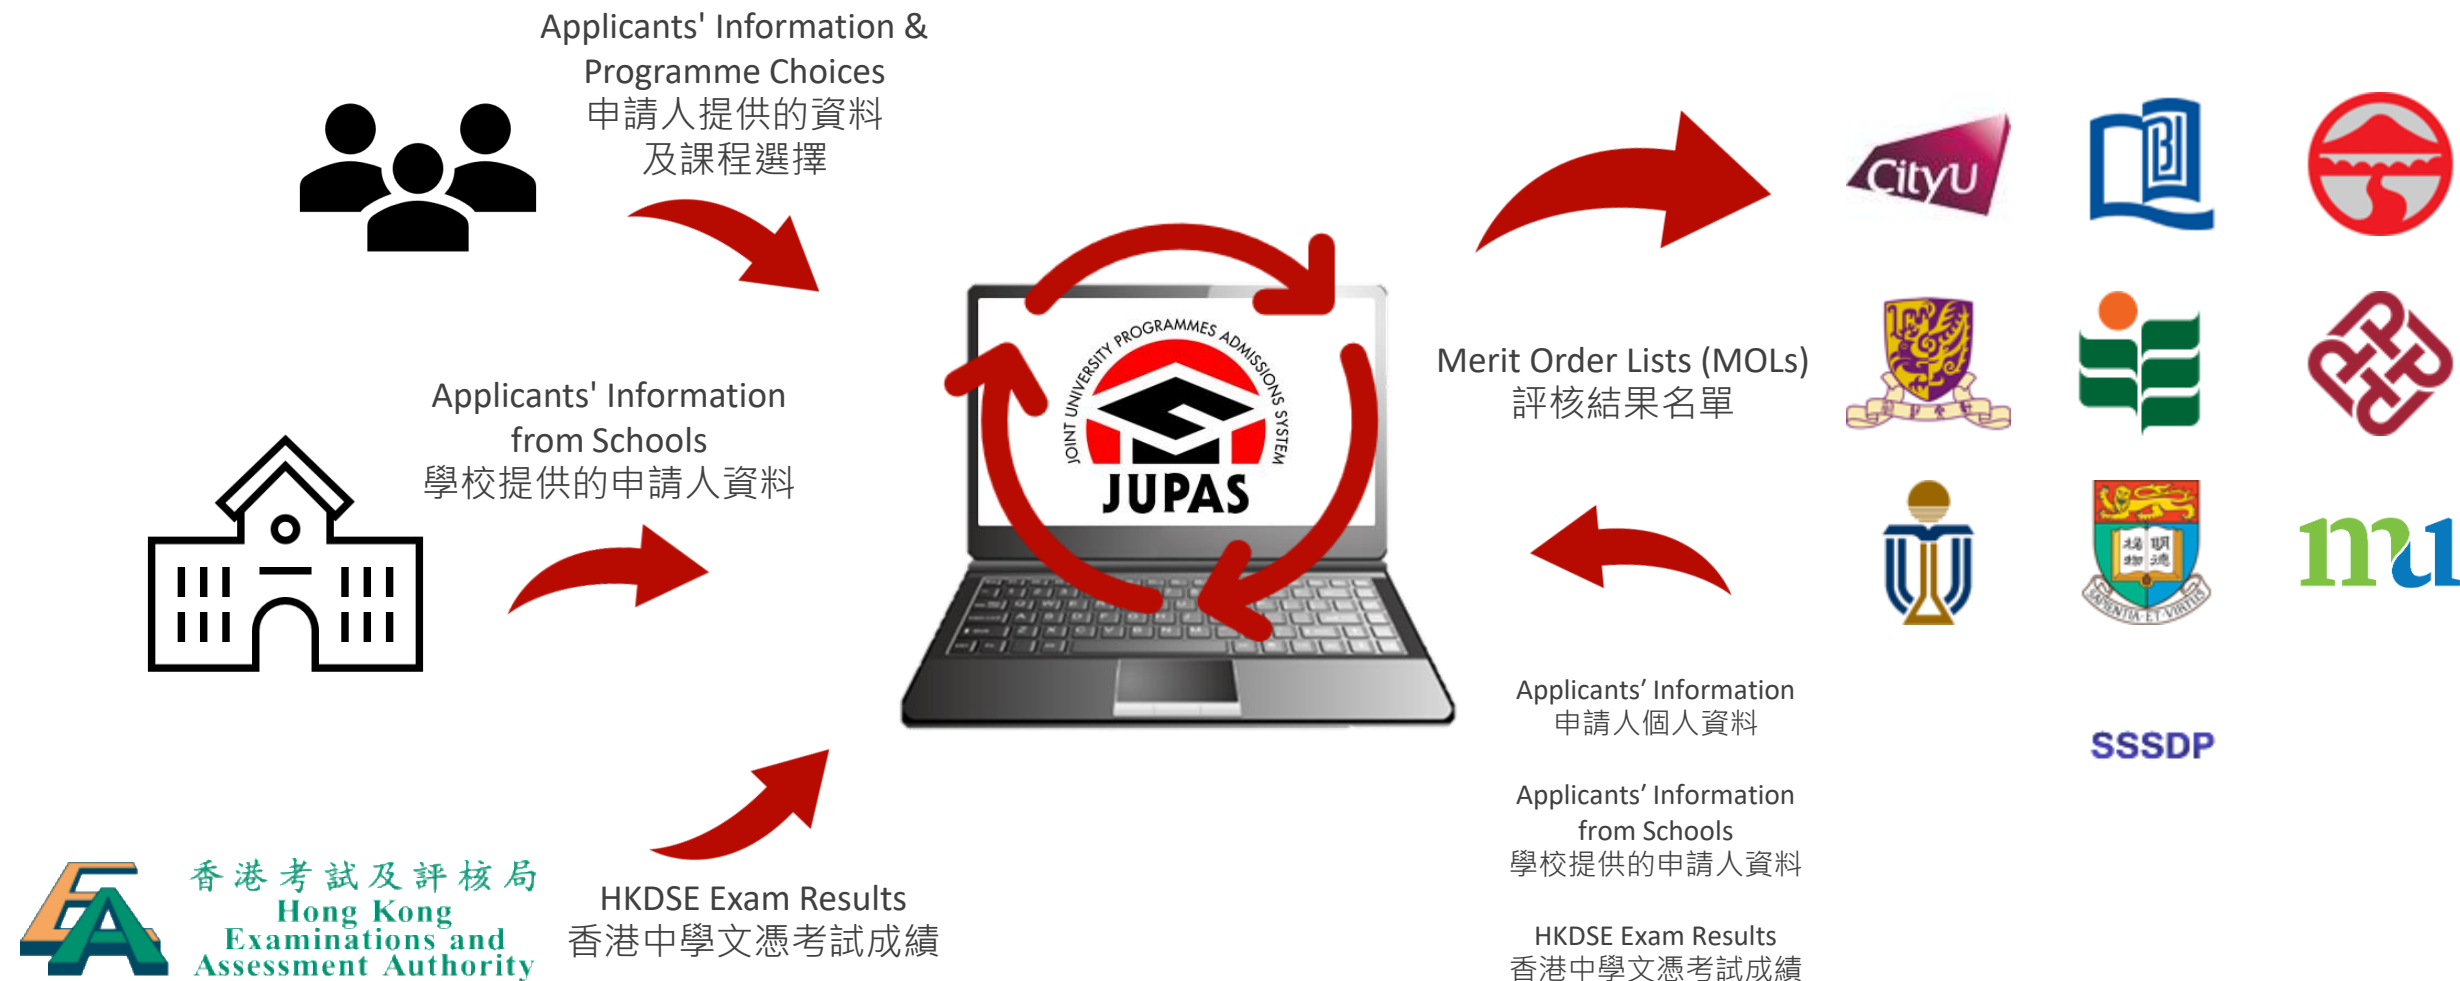 Applicants' Information &
Programme Choices
申請人提供的資料
及課程選擇
Applicants' Information
from Schools
學校提供的申請人資料
香港考試及評核局
Hong Kong
Examinations and
Assessment Authority
HKDSE Exam Results
香港中學文憑考試成績
JOINT UNIVERSITY PROGRAMMES ADMISSIONS SYSTEM
JUPAS
Merit Order Lists (MOLs)
評核結果名單
Applicants’ Information
申請人個人資料
Applicants’ Information
from Schools
學校提供的申請人資料
HKDSE Exam Results
香港中學文憑考試成績
CityU
SAPIENTIA ET VIRTUS
mu
SSSDP